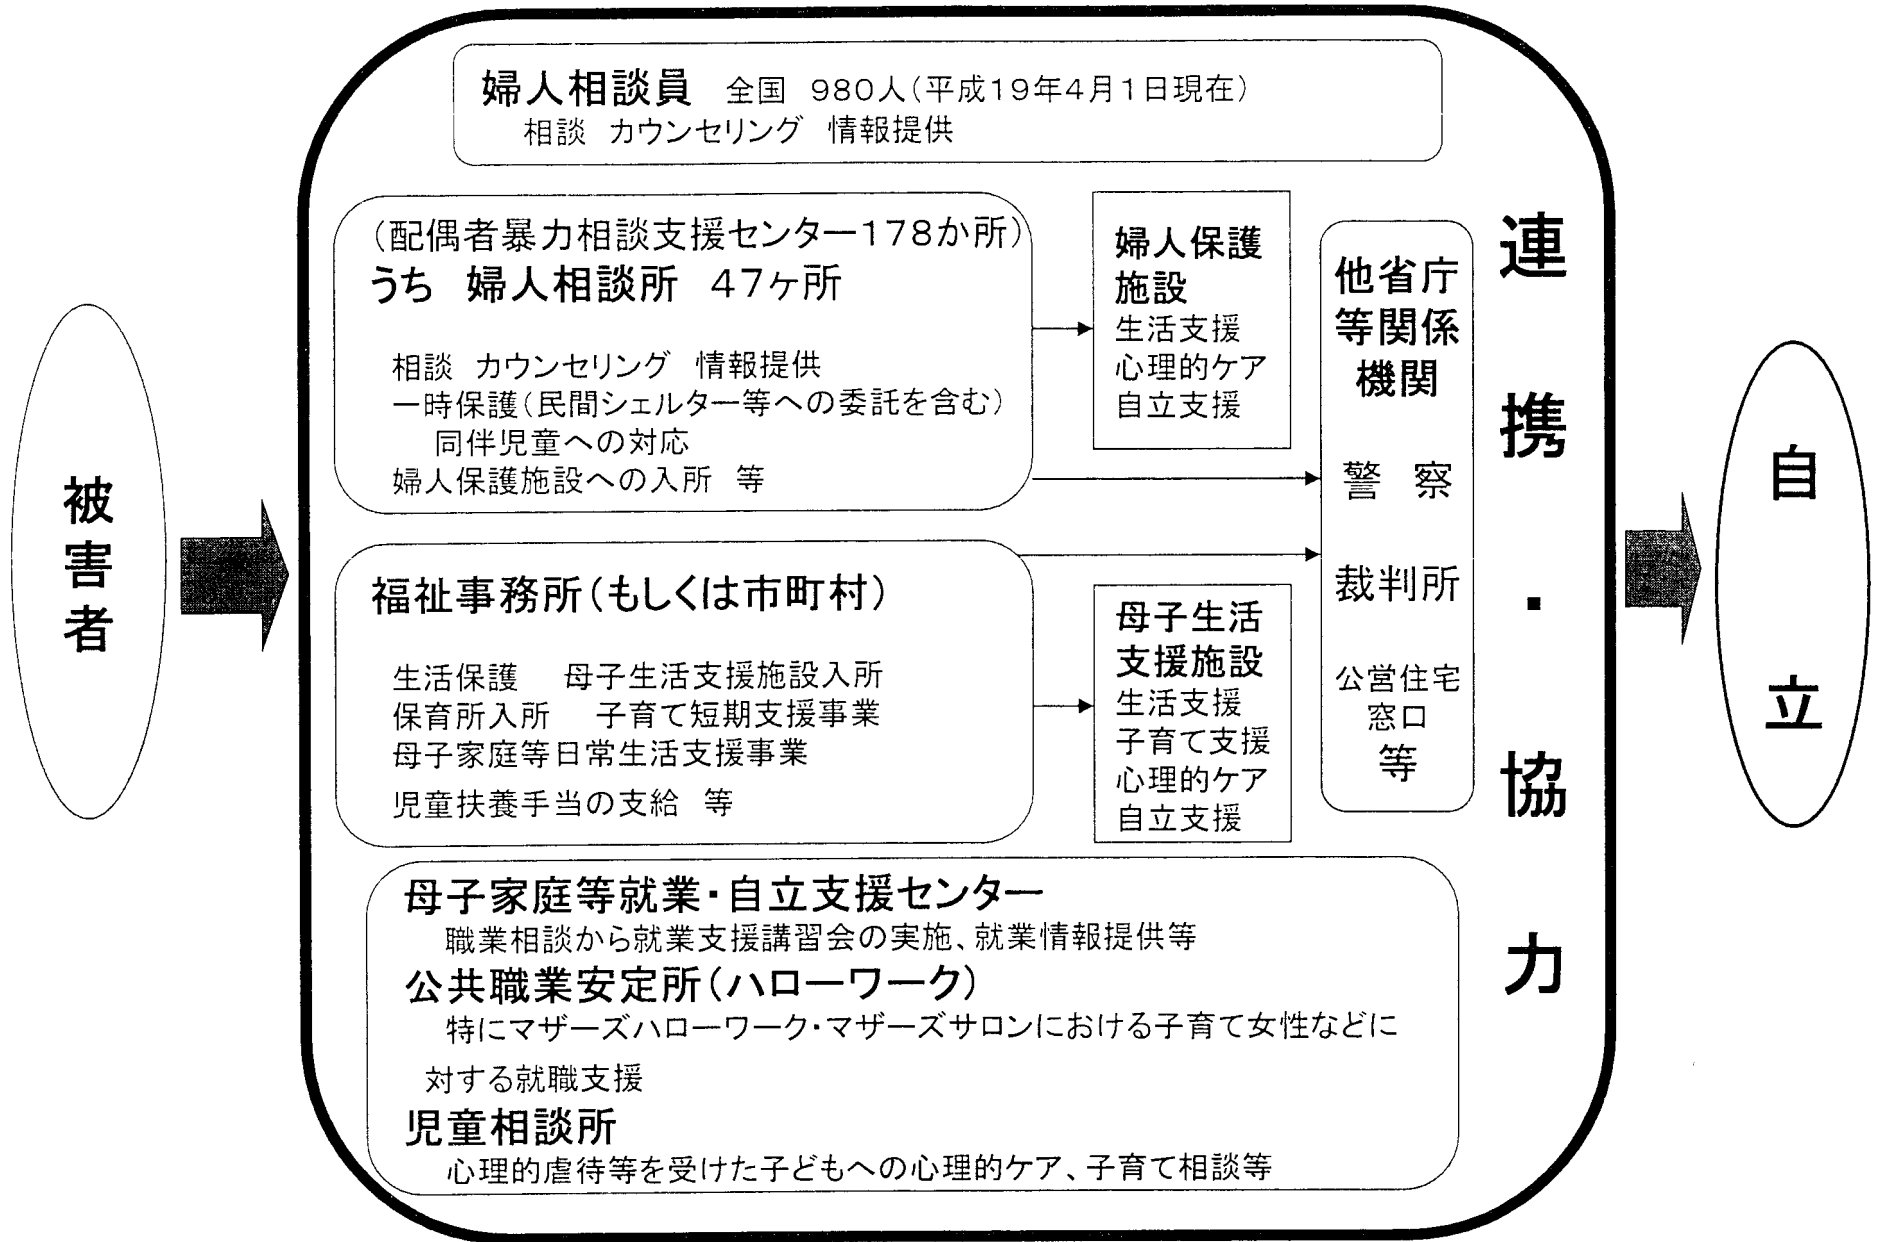 被害者
婦人相談員 全国 980人(平成19年4月1日現在)
相談 カウンセリング 情報提供
(配偶者暴力相談支援センター178か所)
うち 婦人相談所 47ヶ所
相談 カウンセリング 情報提供
一時保護(民間シェルター等への委託を含む)
同伴児童への対応
婦人保護施設への入所 等
婦人保護
施設
生活支援
心理的ケア
自立支援
福祉事務所(もしくは市町村)
生活保護 母子生活支援施設入所
保育所入所 子育て短期支援事業
母子家庭等日常生活支援事業
児童扶養手当の支給 等
母子生活
支援施設
生活支援
子育て支援
心理的ケア
自立支援
他省庁
等関係
機関
警 察
裁判所
公営住宅
窓口
等
母子家庭等就業・自立支援センター
職業相談から就業支援講習会の実施、就業情報提供等
公共職業安定所(ハローワーク)
特にマザーズハローワーク・マザーズサロンにおける子育て女性などに
対する就職支援
児童相談所
心理的虐待等を受けた子どもへの心理的ケア、子育て相談等
連携・協力
自立